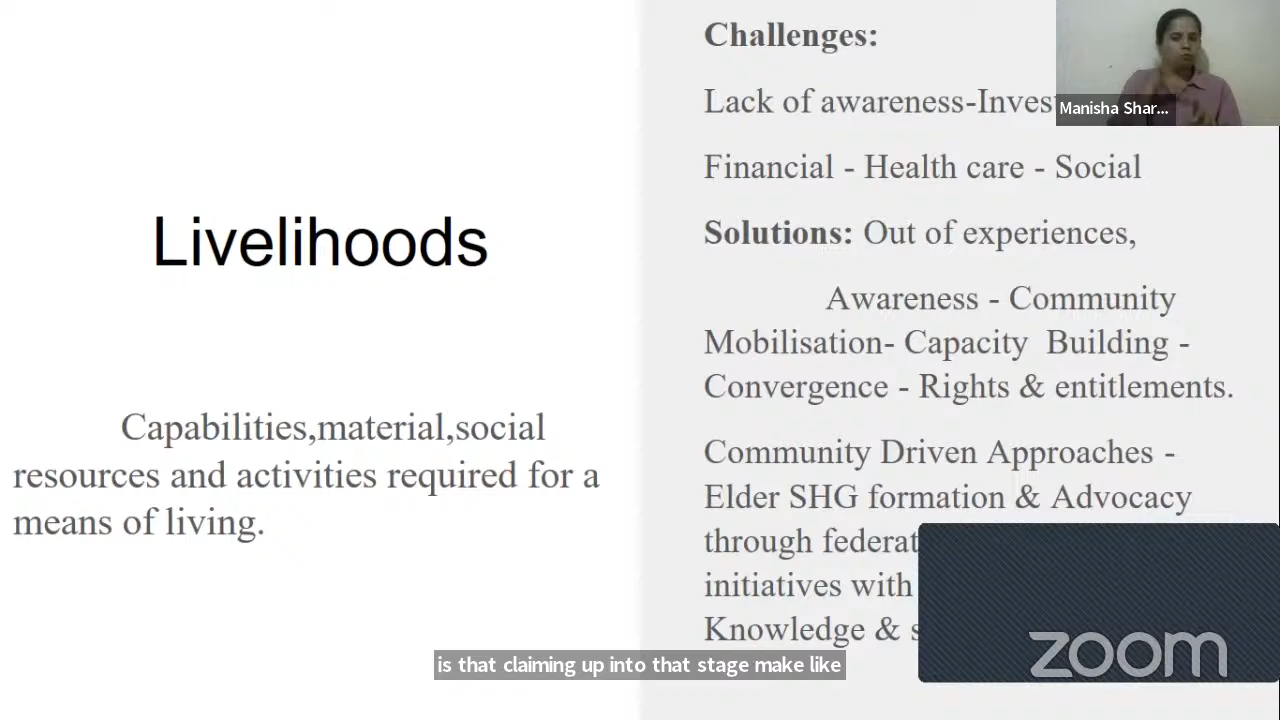 Livelihoods
Capabilities,material,social
resources and activities required for a
means of living.
Challenges:
Lack of awareness-Inves
Financial - Health care - Social
Solutions: Out of experiences,
Awareness - Community
Mobilisation- Capacity Building -
Convergence - Rights & entitlements.
Community Driven Approaches -
Elder SHG formation & Advocacy
through federat
initiatives with
Knowledge & s
Manisha Shar...
is that claiming up into that stage make like
zoom